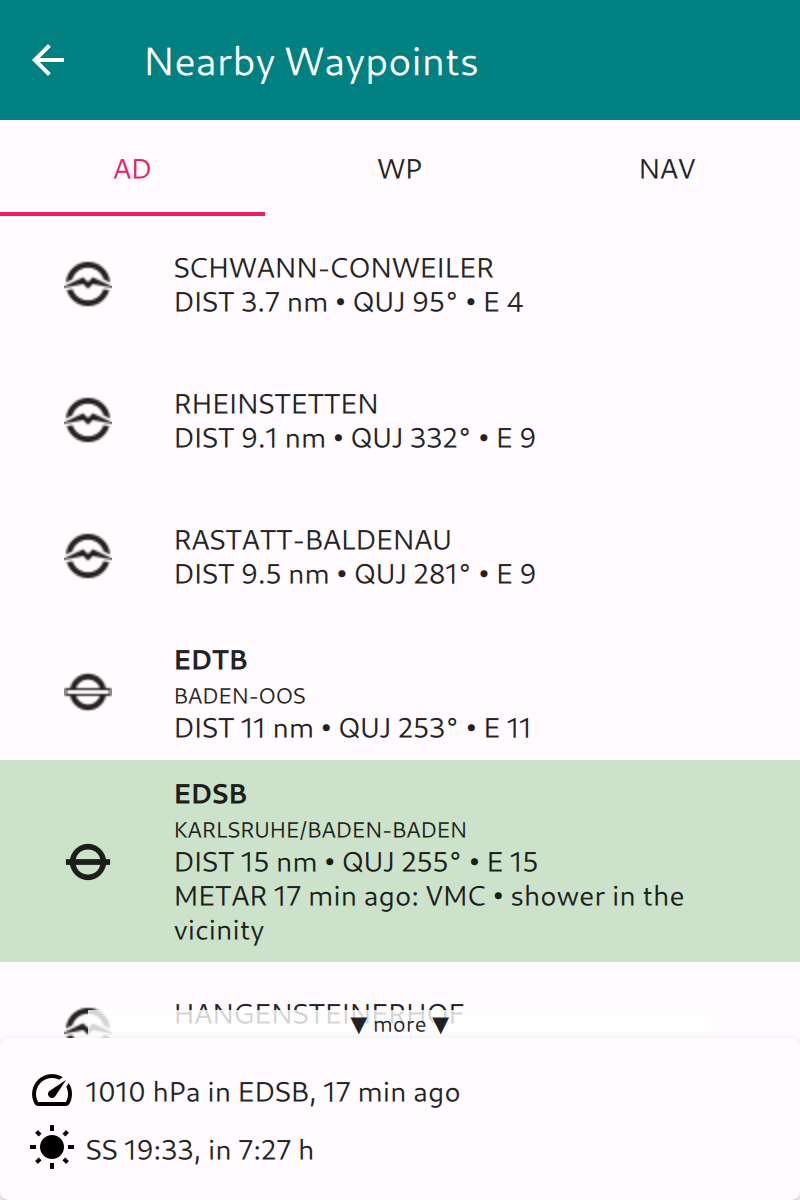 Nearby Waypoints
AD WP NAV
SCHWANN-CONWEILER
DIST 3.7 nm • QUJ 95° • E 4
RHEINSTETTEN
DIST 9.1 nm • QUJ 332° • E 9
RASTATT-BALDENAU
DIST 9.5 nm • QUJ 281° • E 9
EDTB
BADEN-OOS
DIST 11 nm • QUJ 253° • E 11
EDSB
KARLSRUHE/BADEN-BADEN
DIST 15 nm • QUJ 255° • E 15
METAR 17 min ago: VMC • shower in the
vicinity
HANGENSTEINERHOF
▼ more ▼
1010 hPa in EDSB, 17 min ago
SS 19:33, in 7:27 h